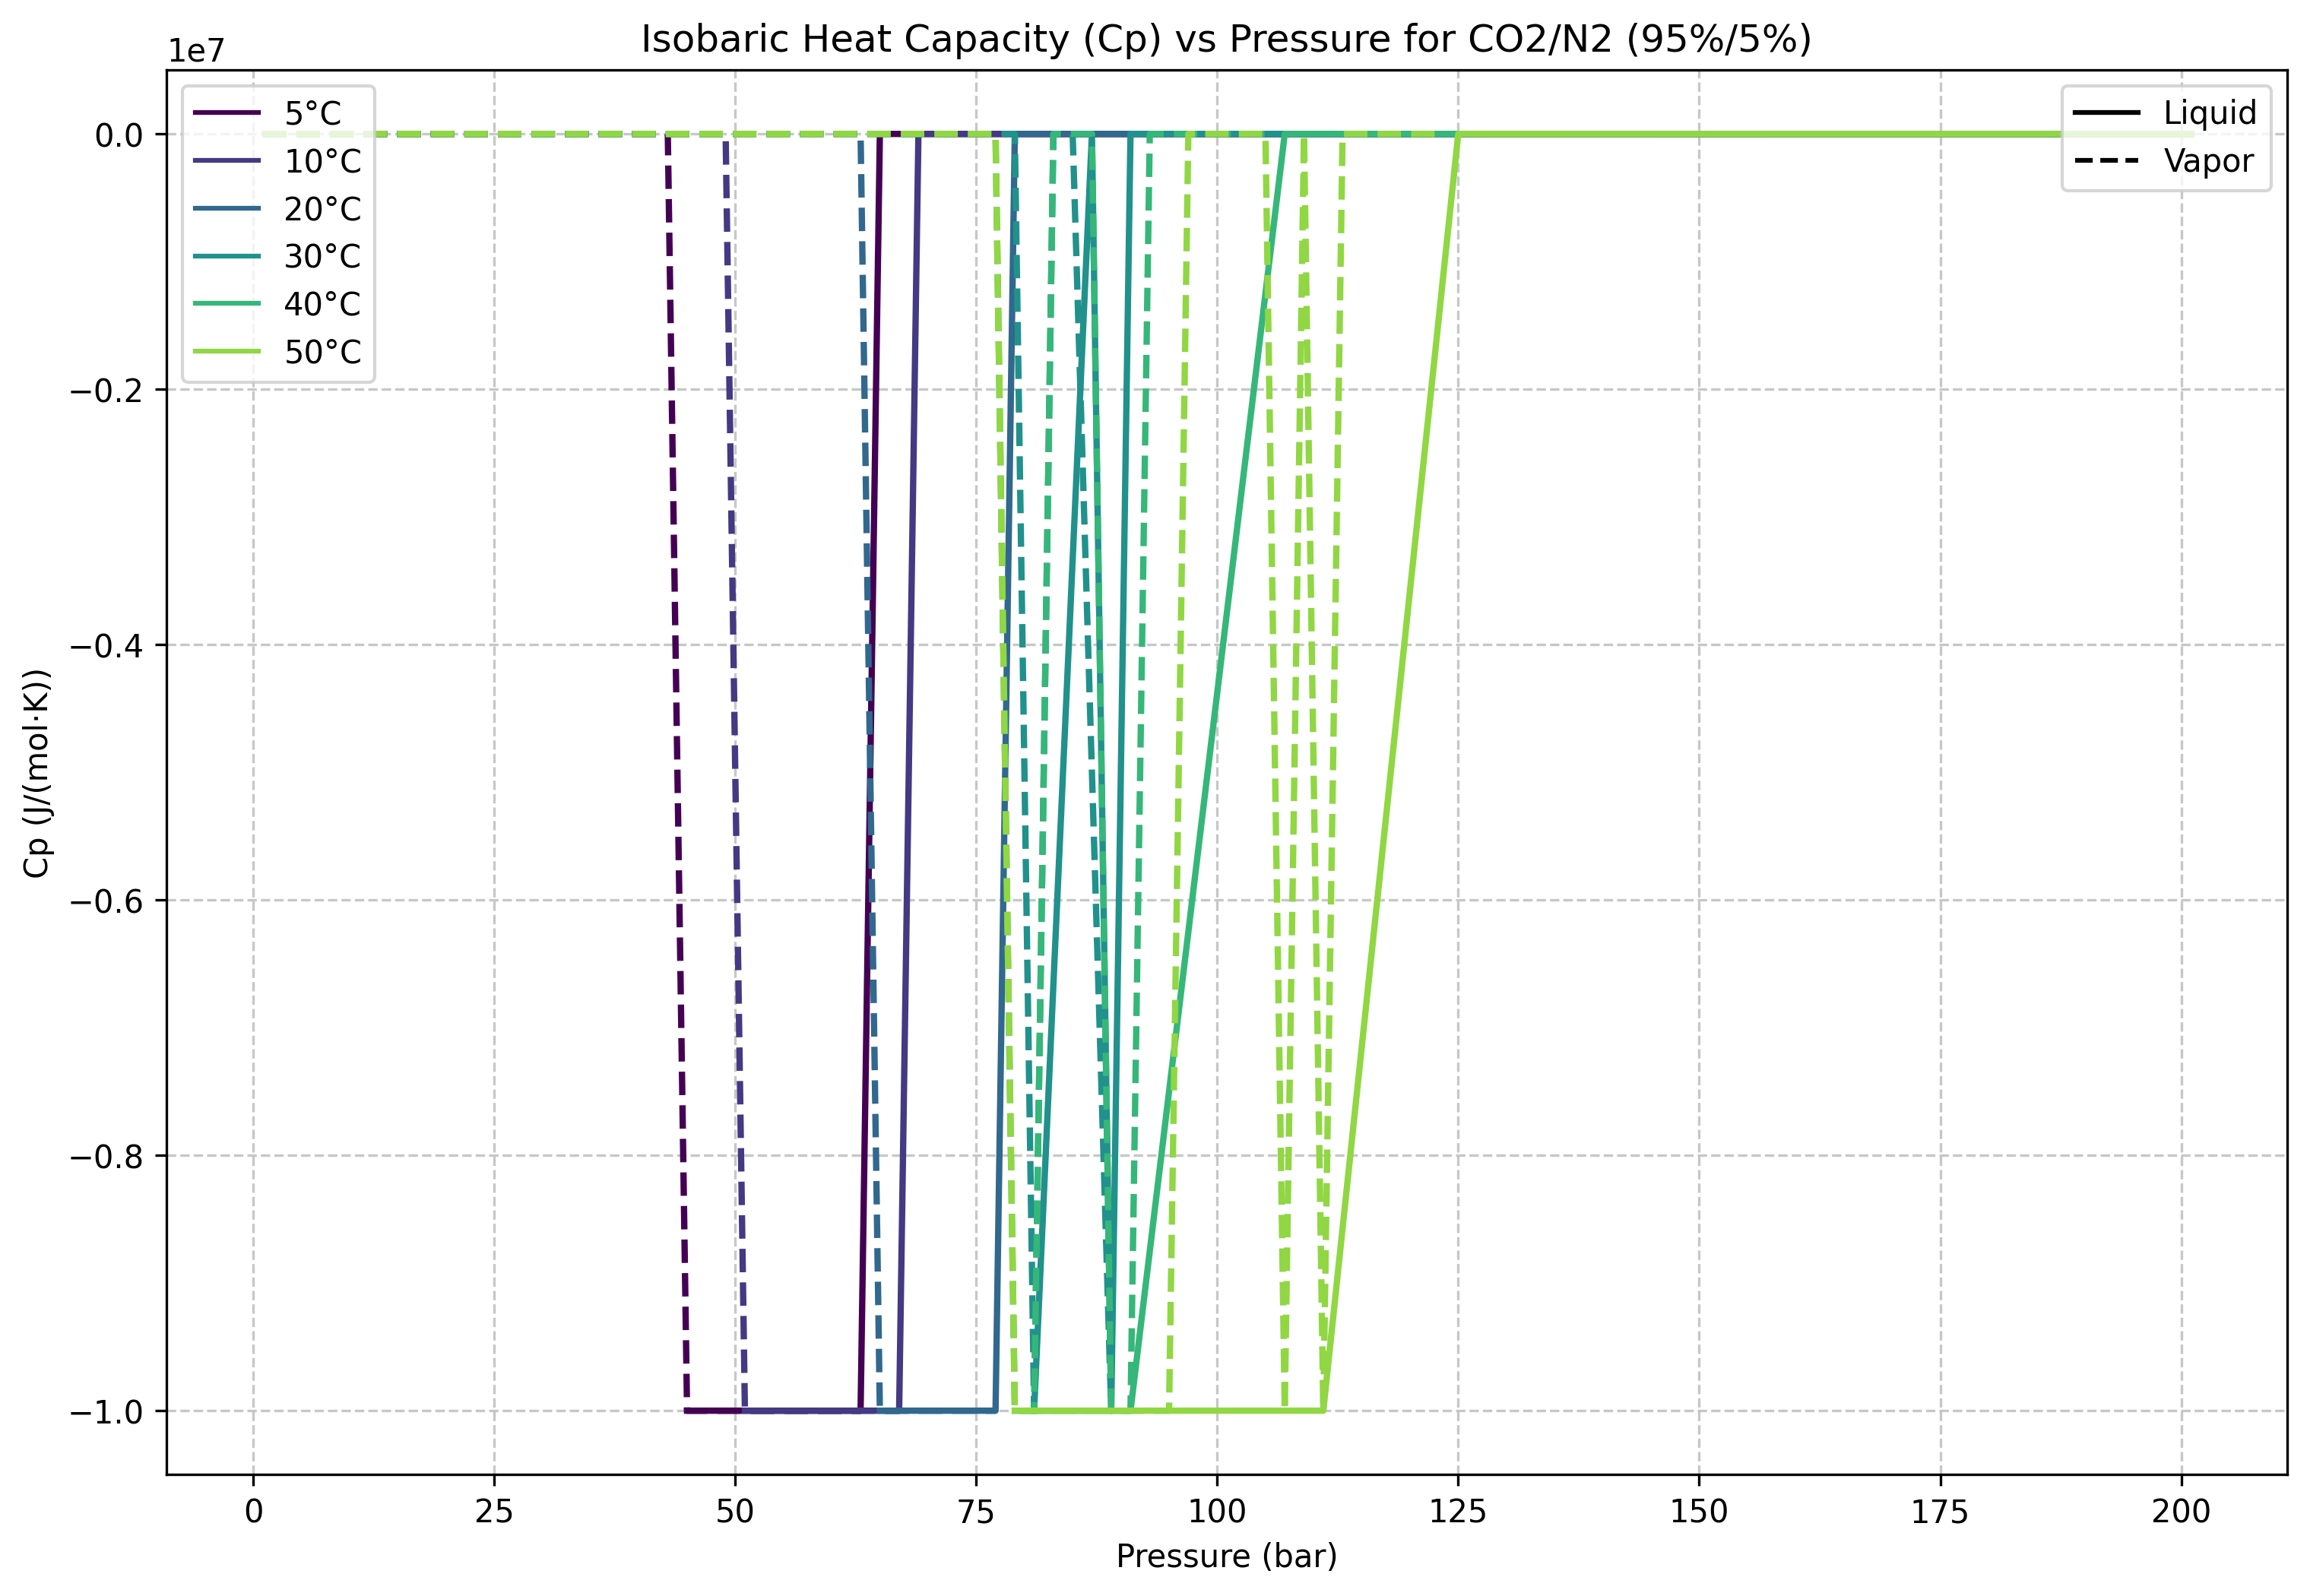 Isobaric Heat Capacity (Cp) vs Pressure for CO2/N2 (95%/5%)
1e7
5°C
10°C
20°C
30°C
40°C
50°C
Liquid
Vapor
0.0
−0.2
−0.4
−0.6
−0.8
−1.0
Cp (J/(mol·K))
0 25 50 75 100 125 150 175 200
Pressure (bar)